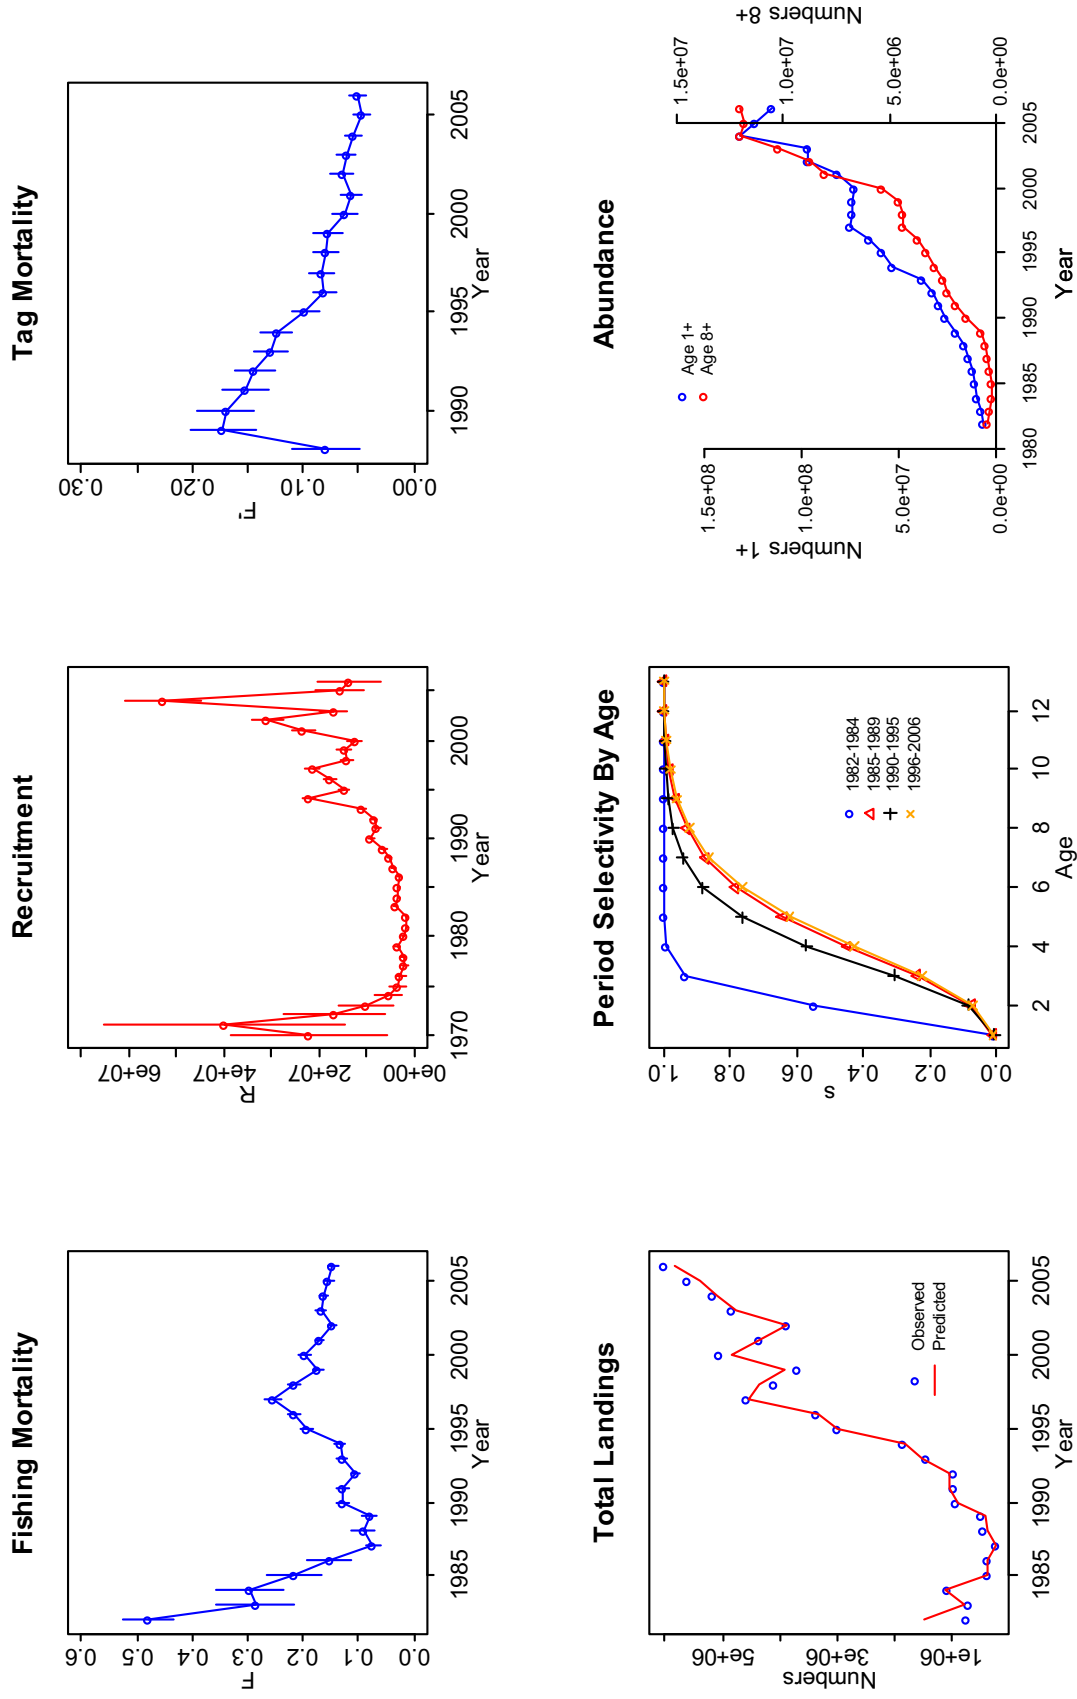 Fishing Mortality
F
0.0 0.1 0.2 0.3 0.4 0.5 0.6
1985 1990 1995 2000 2005
Year
Recruitment
R
0e+00 2e+07 4e+07 6e+07
1970 1980 1990 2000
Year
Tag Mortality
F'
0.00 0.10 0.20 0.30
1990 1995 2000 2005
Year
Total Landings
Numbers
1e+06 3e+06 5e+06
1985 1990 1995 2000 2005
Year
Observed
Predicted
Period Selectivity By Age
s
0.0 0.2 0.4 0.6 0.8 1.0
2 4 6 8 10 12
Age
1982-1984
1985-1989
1990-1995
1996-2006
Abundance
Numbers 1+
0.0e+00 5.0e+07 1.0e+08 1.5e+08
1980 1985 1990 1995 2000 2005
Year
Age 1+
Age 8+
0.0e+00 5.0e+06 1.0e+07 1.5e+07
Numbers 8+